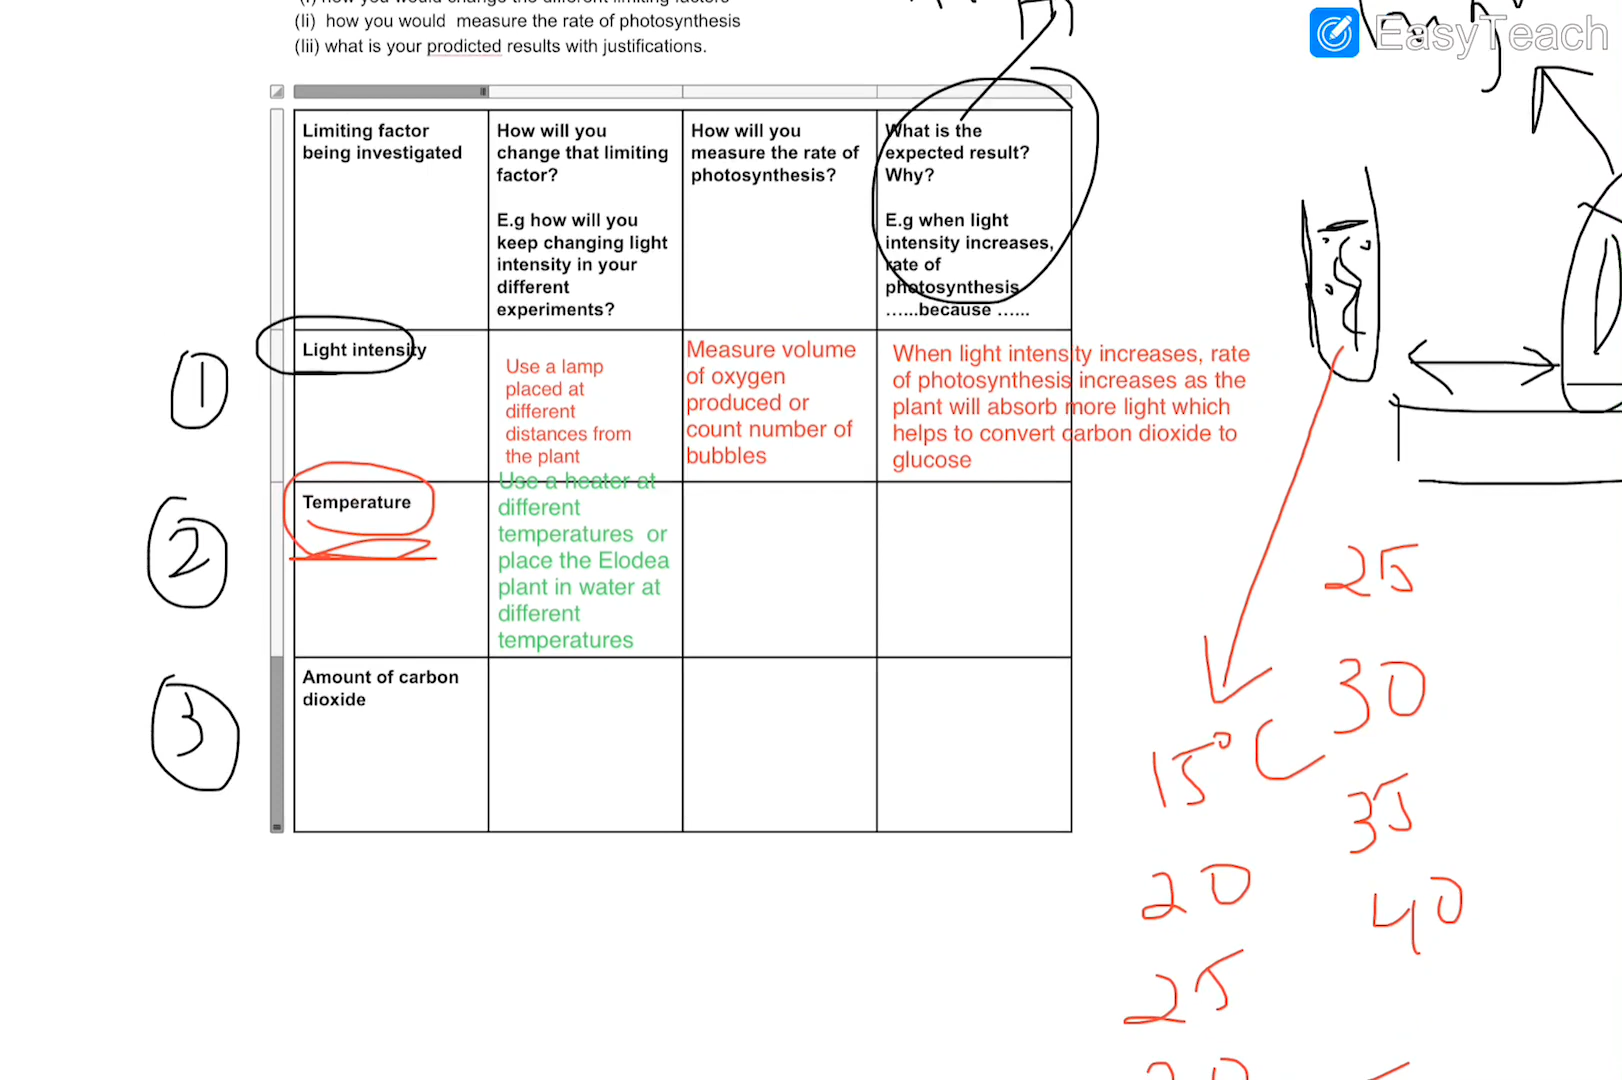 (Ii) how you would measure the rate of photosynthesis
(Iii) what is your prodicted results with justifications.
EasyTeach
Limiting factor
being investigated
How will you
change that limiting
factor?
E.g how will you
keep changing light
intensity in your
different
experiments?
How will you
measure the rate of
photosynthesis?
What is the
expected result?
Why?
E.g when light
intensity increases,
rate of
photosynthesis
......because ......
1
Light intensity
Use a lamp
placed at
different
distances from
the plant
Measure volume
of oxygen
produced or
count number of
bubbles
When light intensity increases, rate
of photosynthesis increases as the
plant will absorb more light which
helps to convert carbon dioxide to
glucose
2
Temperature
Use a heater at
different
temperatures or
place the Elodea
plant in water at
different
temperatures
3
Amount of carbon
dioxide
15°C
20
25
25
30
35
40